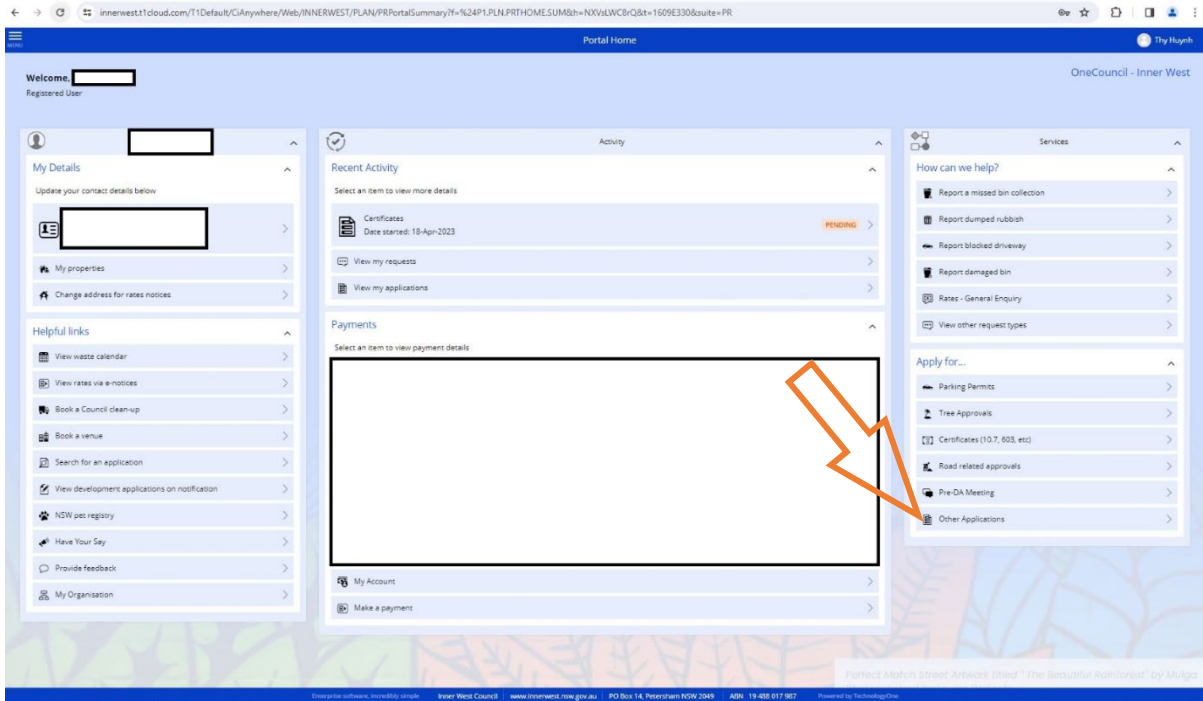 innerwest.t1cloud.com/T1Default/CiAnywhere/Web/INNERWEST/PLAN/PRPortalSummary?f=%24P1.PLN.PRTHOME.SUM&h=NXVsLWC8rQ&t=1609E330&suite=PR
MENU
Portal Home
Thy Huynh
Welcome,
Registered User
OneCouncil - Inner West
My Details
Update your contact details below
My properties
Change address for rates notices
Helpful links
View waste calendar
View rates via e-notices
Book a Council clean-up
Book a venue
Search for an application
View development applications on notification
NSW pet registry
Have Your Say
Provide feedback
My Organisation
Activity
Recent Activity
Select an item to view more details
Certificates
Date started: 18-Apr-2023
PENDING
View my requests
View my applications
Payments
Select an item to view payment details
My Account
Make a payment
Services
How can we help?
Report a missed bin collection
Report dumped rubbish
Report blocked driveway
Report damaged bin
Rates - General Enquiry
View other request types
Apply for...
Parking Permits
Tree Approvals
Certificates (10.7, 603, etc)
Road related approvals
Pre-DA Meeting
Other Applications
Perfect Match Street Artwork titled "The Beautiful Rainforest" by Mulga
Enterprise software, incredibly simple Inner West Council | www.innerwest.nsw.gov.au | PO Box 14, Petersham NSW 2049 | ABN 19 488 017 987 Powered by TechnologyOne